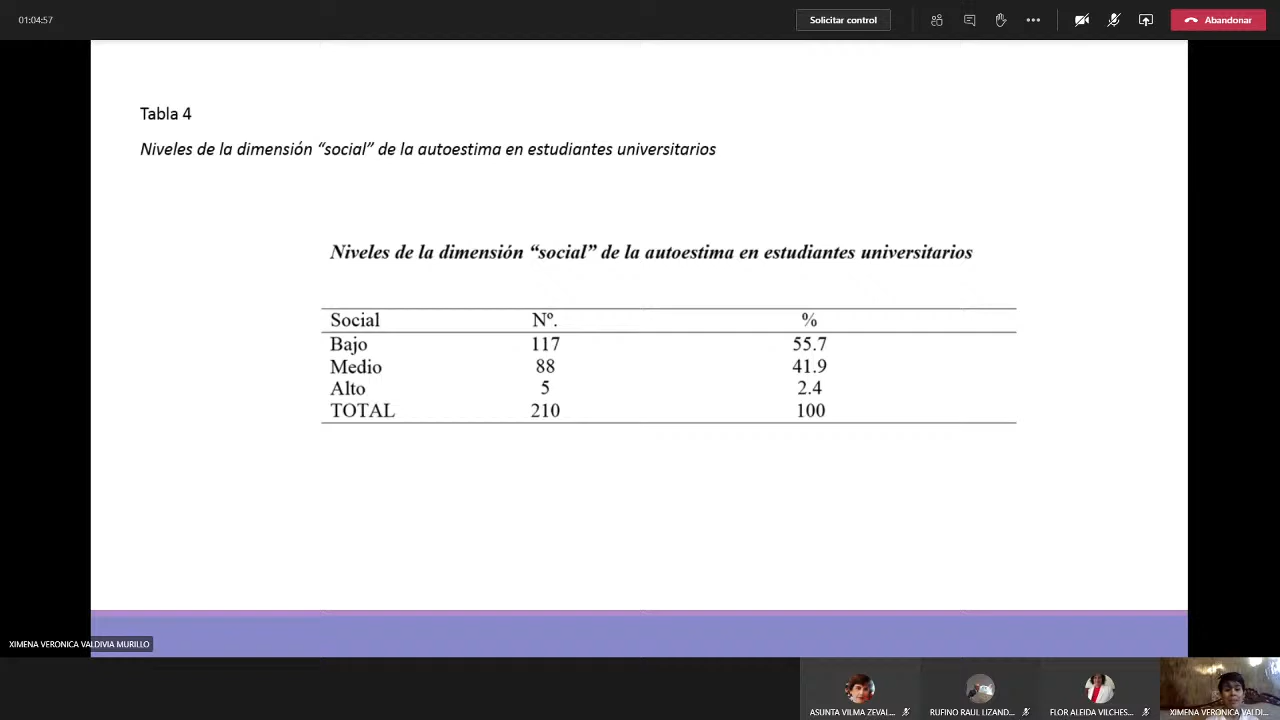 01:04:57
Solicitar control
Abandonar
Tabla 4
Niveles de la dimensión “social” de la autoestima en estudiantes universitarios
Niveles de la dimensión “social” de la autoestima en estudiantes universitarios
Social Nº. %
Bajo 117 55.7
Medio 88 41.9
Alto 5 2.4
TOTAL 210 100
XIMENA VERONICA VALDIVIA MURILLO
ASUNTA VILMA ZEVAL... RUFINO RAUL LIZAND... FLOR ALEIDA VILCHES... XIMENA VERONICA VALDI...